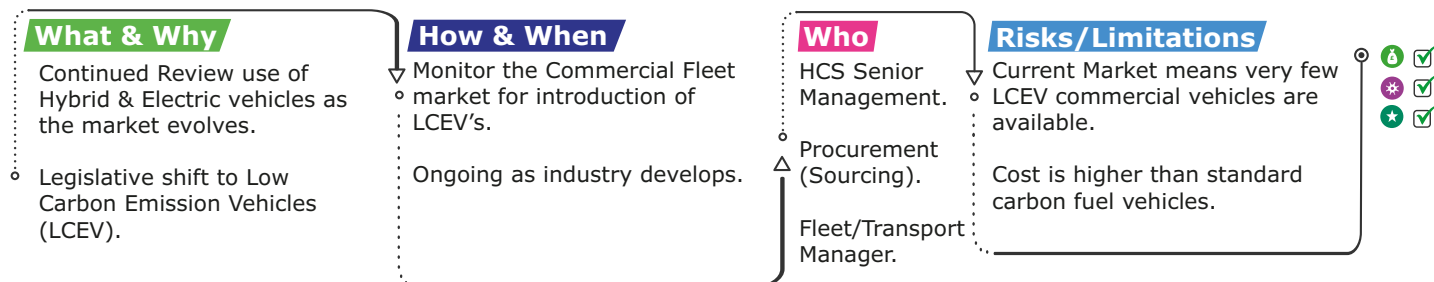 What & Why
Continued Review use of
Hybrid & Electric vehicles as
the market evolves.
Legislative shift to Low
Carbon Emission Vehicles
(LCEV).
How & When
Monitor the Commercial Fleet
market for introduction of
LCEV's.
Ongoing as industry develops.
Who
HCS Senior
Management.
Procurement
(Sourcing).
Fleet/Transport
Manager.
Risks/Limitations
Current Market means very few
LCEV commercial vehicles are
available.
Cost is higher than standard
carbon fuel vehicles.
£